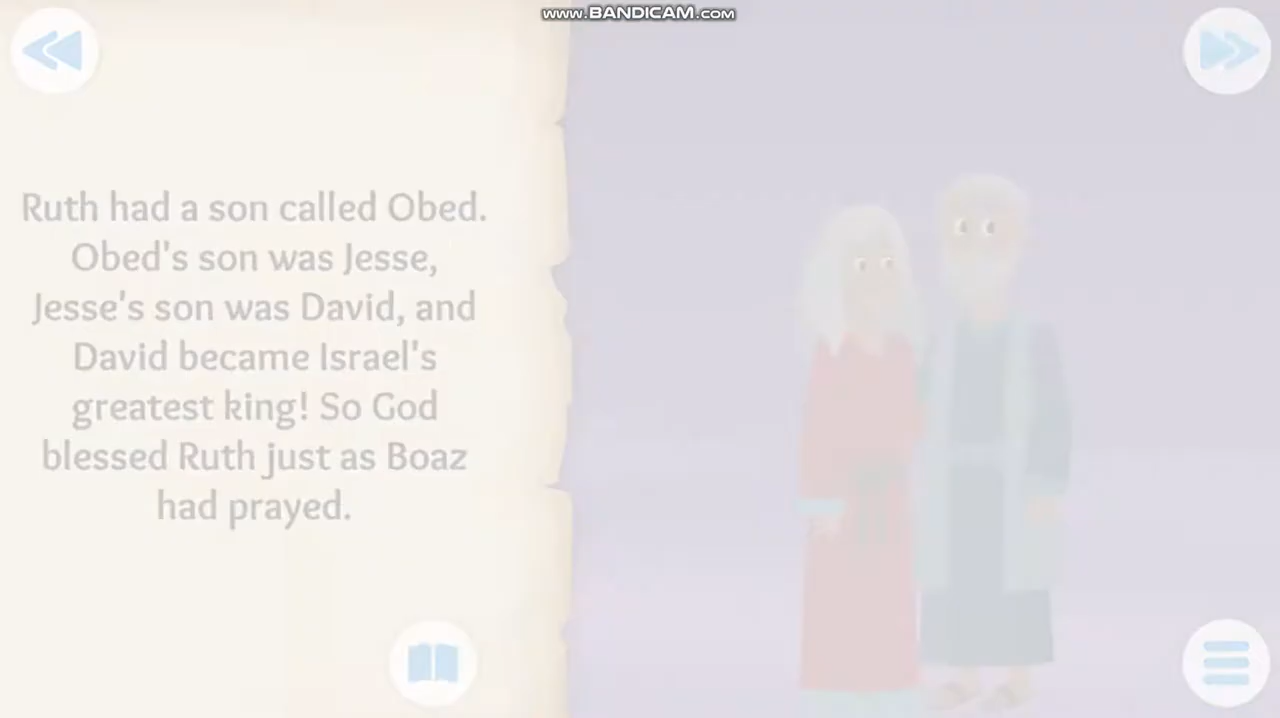 www.BANDICAM.com
Ruth had a son called Obed.
Obed's son was Jesse,
Jesse's son was David, and
David became Israel's
greatest king! So God
blessed Ruth just as Boaz
had prayed.